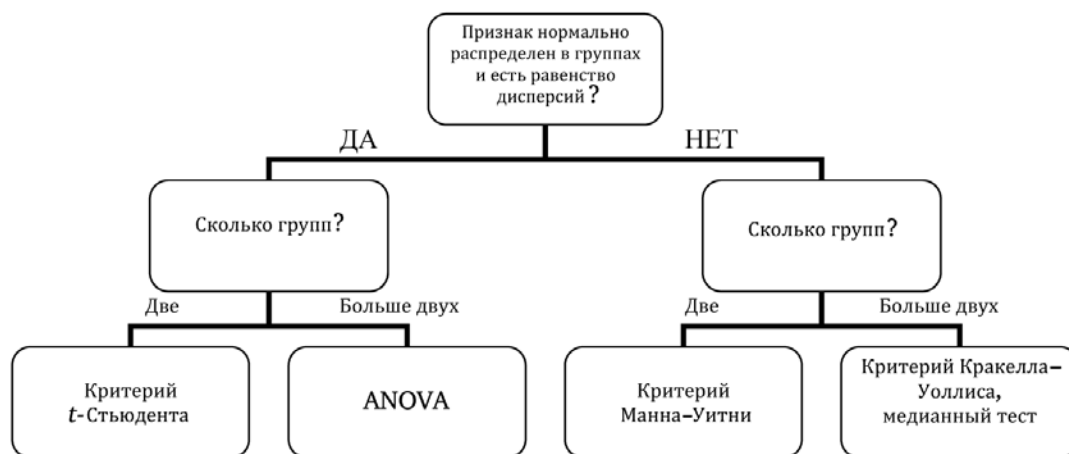 Признак нормально
распределен в группах
и есть равенство
дисперсий?
ДА
НЕТ
Сколько групп?
Сколько групп?
Две
Больше двух
Две
Больше двух
Критерий
t-Стьюдента
ANOVA
Критерий
Манна-Уитни
Критерий Кракелла-
Уоллиса,
медианный тест